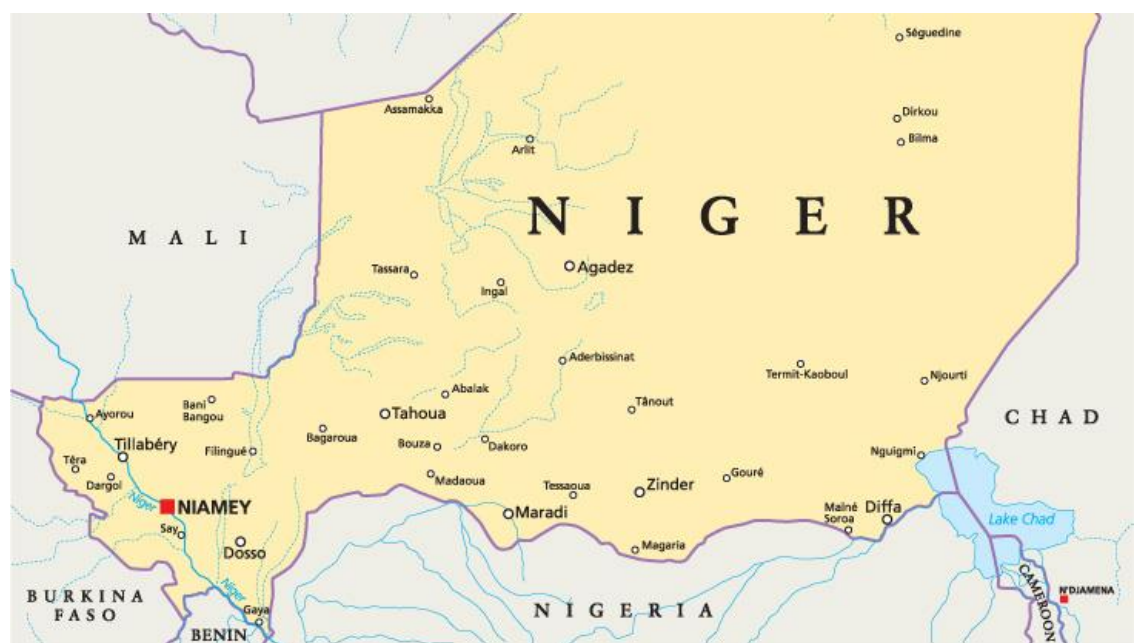 Séguedine
Assamakka
Dirkou
Arlit
Bilma
NIGER
MALI
Tassara
Agadez
Ingal
Aderbissinat
Termit-Kaoboul
Njourti
Abalak
Bani
Bangou
Tânout
Ayorou
Tahoua
CHAD
Bagaroua
Tillabéry
Filingué
Bouza
Dakoro
Nguigmi
Téra
Dargol
Madaoua
Tessaoua
Zinder
Gouré
Niger
NIAMEY
Maradi
Maïné
Soroa
Diffa
Lake Chad
Say
Dosso
Magaria
Niger
BURKINA
FASO
Gaya
BENIN
NIGERIA
CAMEROON
N'DJAMENA